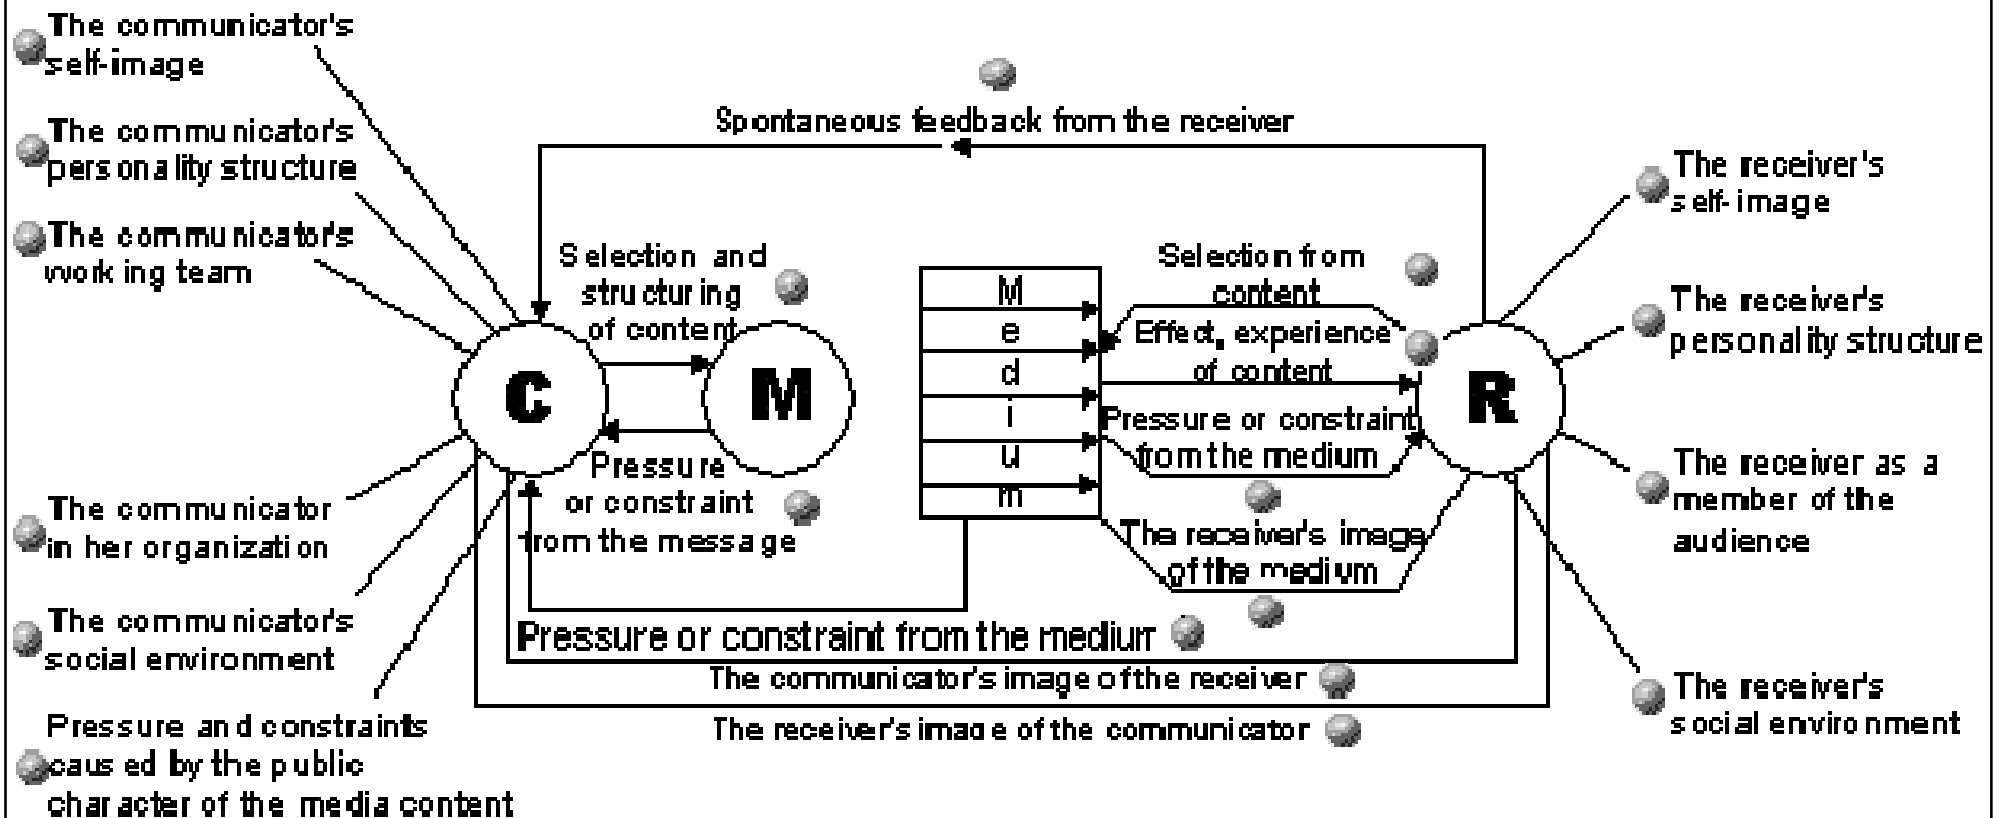 The communicator's
self-image
The communicator's
personality structure
The communicator's
working team
The communicator
in her organization
The communicator's
social environment
Pressure and constraints
caused by the public
character of the media content
Spontaneous feedback from the receiver
Selection and
structuring
of content
C
M
Pressure
or constraint
from the message
M
e
d
i
u
m
Selection from
content
Effect, experience
of content
Pressure or constraint
from the medium
The receiver's image
of the medium
R
Pressure or constraint from the medium
The communicator's image of the receiver
The receiver's image of the communicator
The receiver's
self-image
The receiver's
personality structure
The receiver as a
member of the
audience
The receiver's
social environment